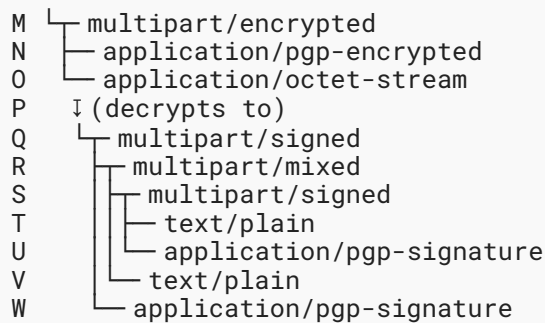 M └┬╴multipart/encrypted
N  ├─╴application/pgp-encrypted
O  └─╴application/octet-stream
P   ↧ (decrypts to)
Q   └┬╴multipart/signed
R    ├┬╴multipart/mixed
S    │├┬╴multipart/signed
T    ││├─╴text/plain
U    ││└─╴application/pgp-signature
V    │└─╴text/plain
W    └─╴application/pgp-signature